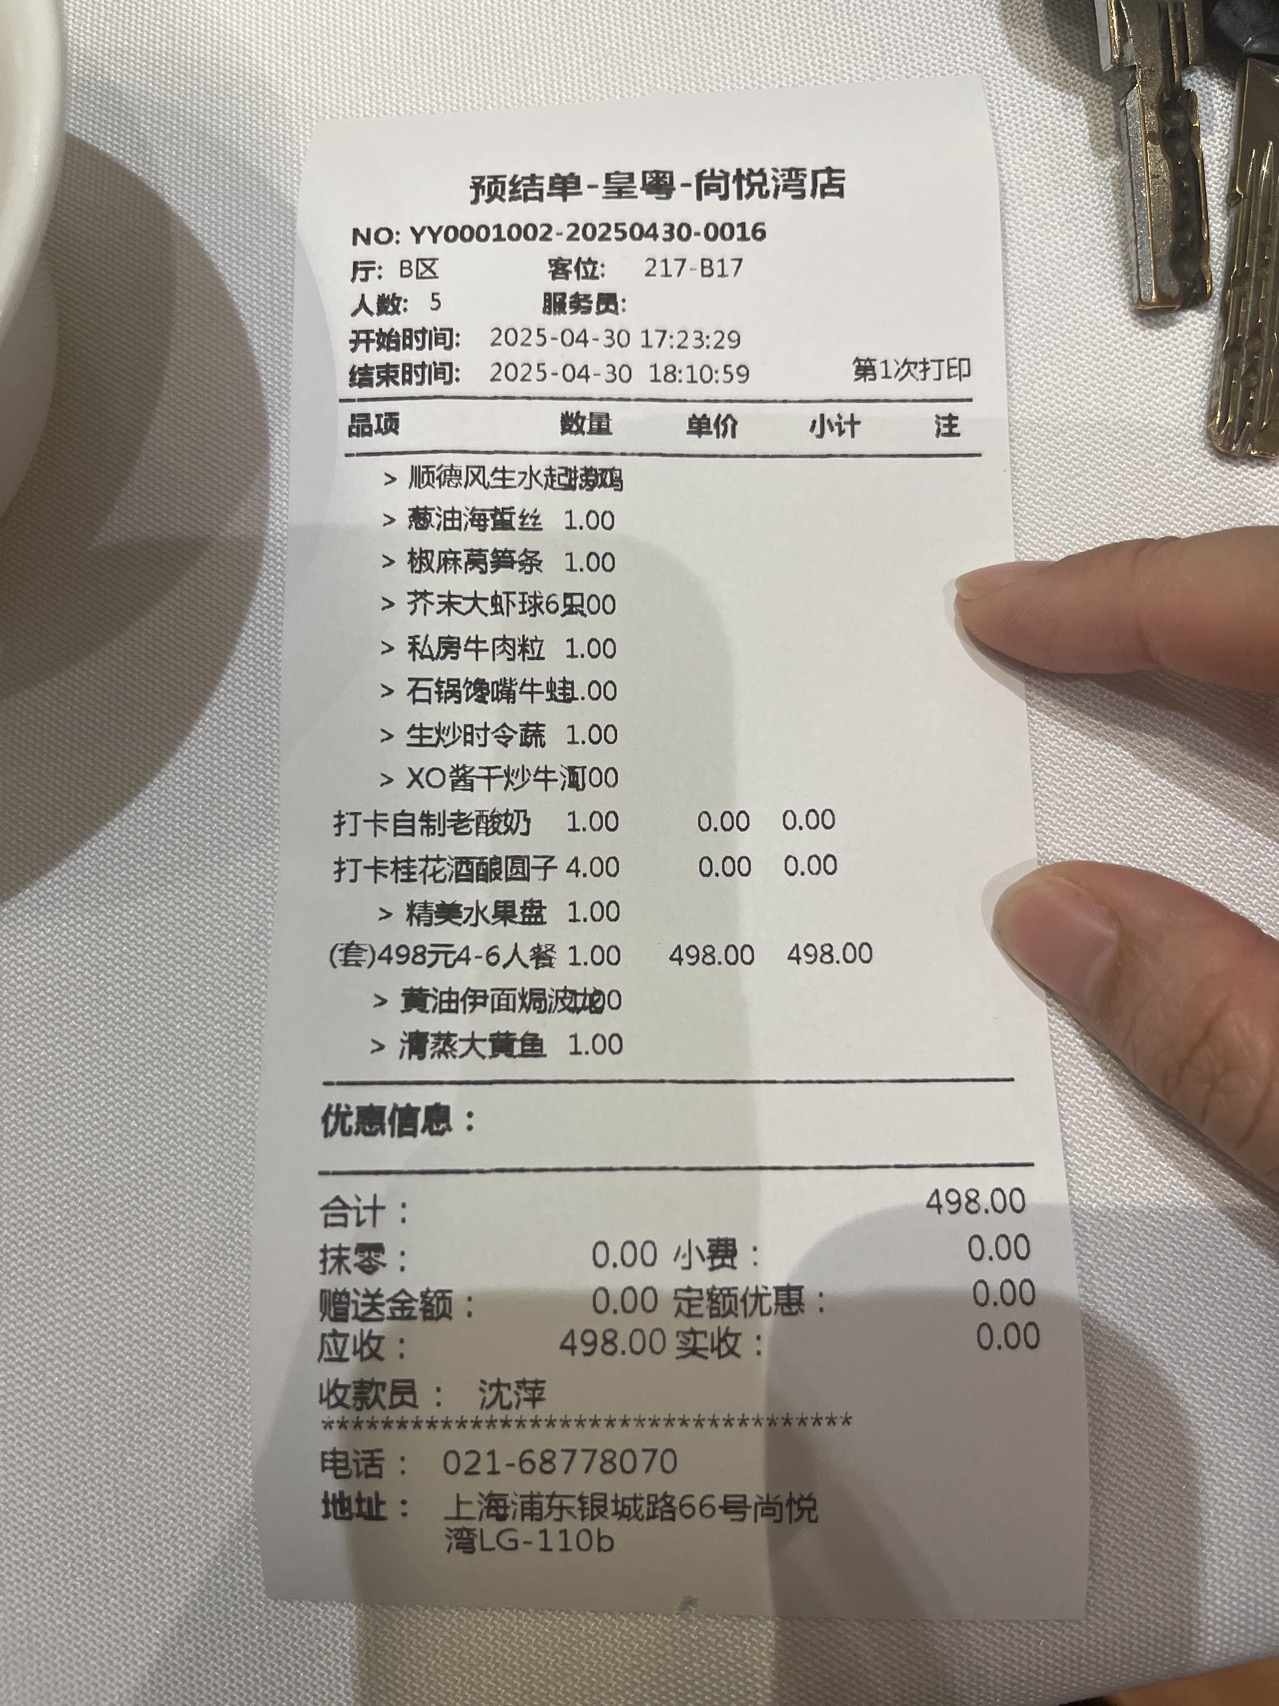 预结单-皇粤-尚悦湾店
NO: YY0001002-20250430-0016
厅: B区 客位: 217-B17
人数: 5 服务员:
开始时间: 2025-04-30 17:23:29
结束时间: 2025-04-30 18:10:59 第1次打印
品项 数量 单价 小计 注
> 顺德风生水起捞鸡
> 葱油海蜇丝 1.00
> 椒麻莴笋条 1.00
> 芥末大虾球6只 1.00
> 私房牛肉粒 1.00
> 石锅馋嘴牛蛙 1.00
> 生炒时令蔬 1.00
> XO酱干炒牛河 1.00
打卡自制老酸奶 1.00 0.00 0.00
打卡桂花酒酿圆子 4.00 0.00 0.00
> 精美水果盘 1.00
(套)498元4-6人餐 1.00 498.00 498.00
> 黄油伊面焗波龙 1.00
> 清蒸大黄鱼 1.00
优惠信息：
合计： 498.00
抹零： 0.00 小费： 0.00
赠送金额： 0.00 定额优惠： 0.00
应收： 498.00 实收： 0.00
收款员： 沈萍
************************************
电话： 021-68778070
地址： 上海浦东银城路66号尚悦
湾LG-110b